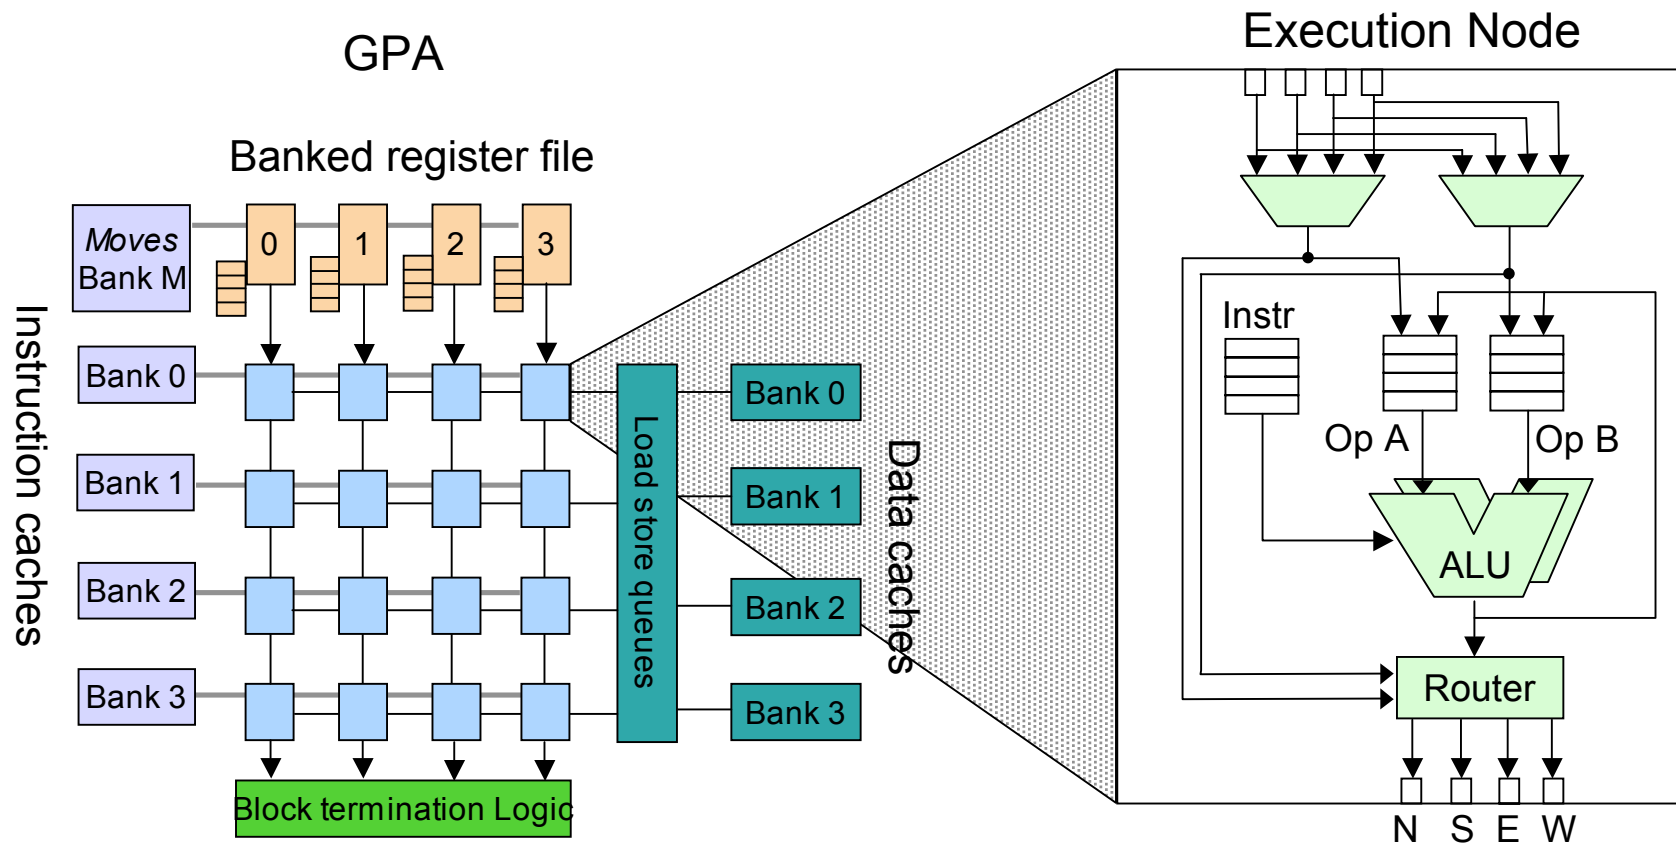 GPA
Execution Node
Banked register file
Moves
Bank M
0
1
2
3
Instruction caches
Bank 0
Bank 1
Bank 2
Bank 3
Load store queues
Bank 0
Bank 1
Bank 2
Bank 3
Data caches
Block termination Logic
Instr
Op A
Op B
ALU
Router
N
S
E
W